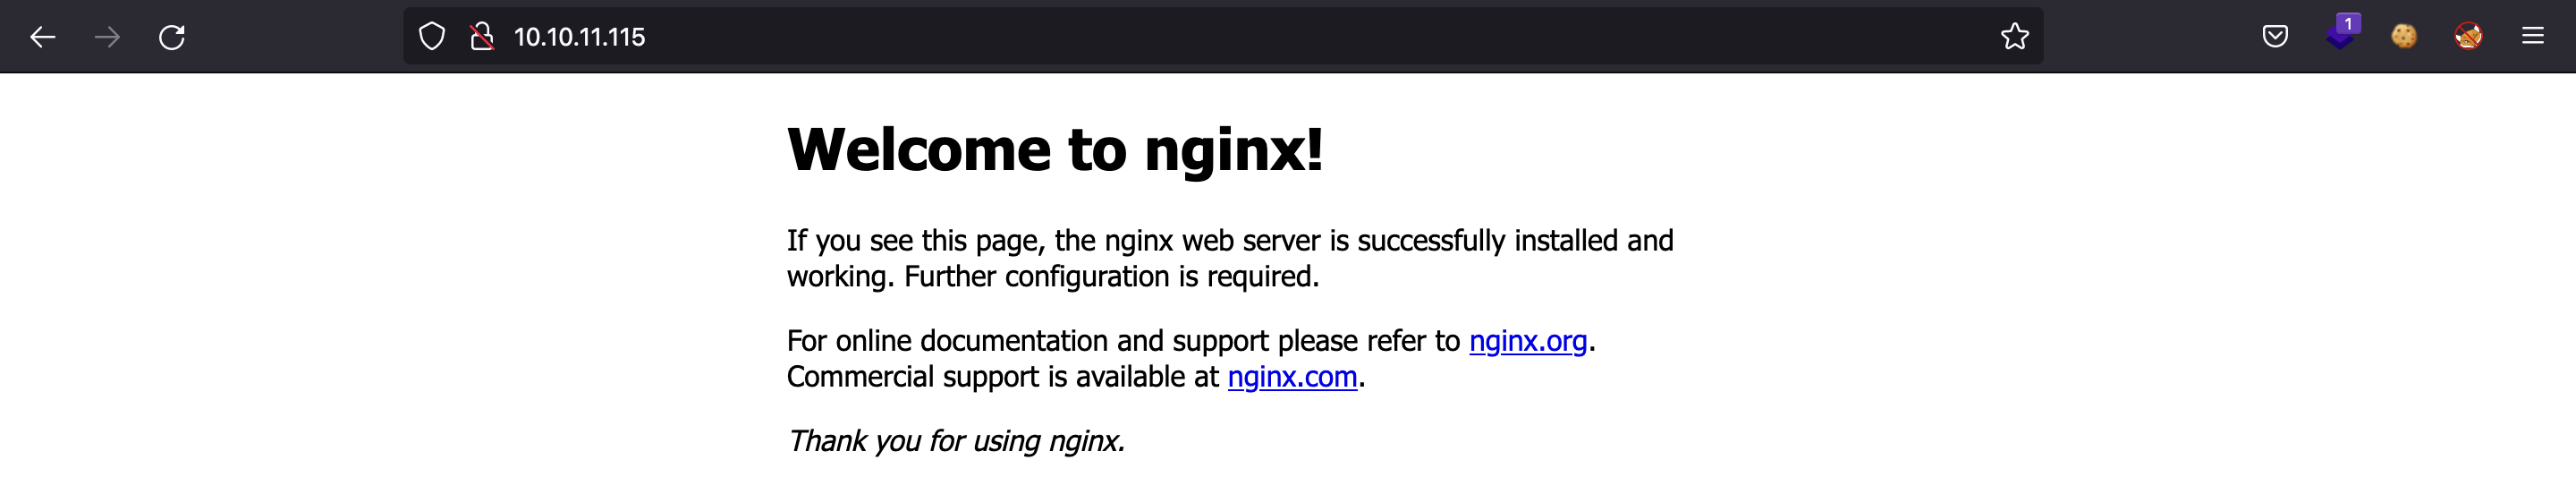 10.10.11.115
1
Welcome to nginx!
If you see this page, the nginx web server is successfully installed and
working. Further configuration is required.
For online documentation and support please refer to nginx.org.
Commercial support is available at nginx.com.
Thank you for using nginx.